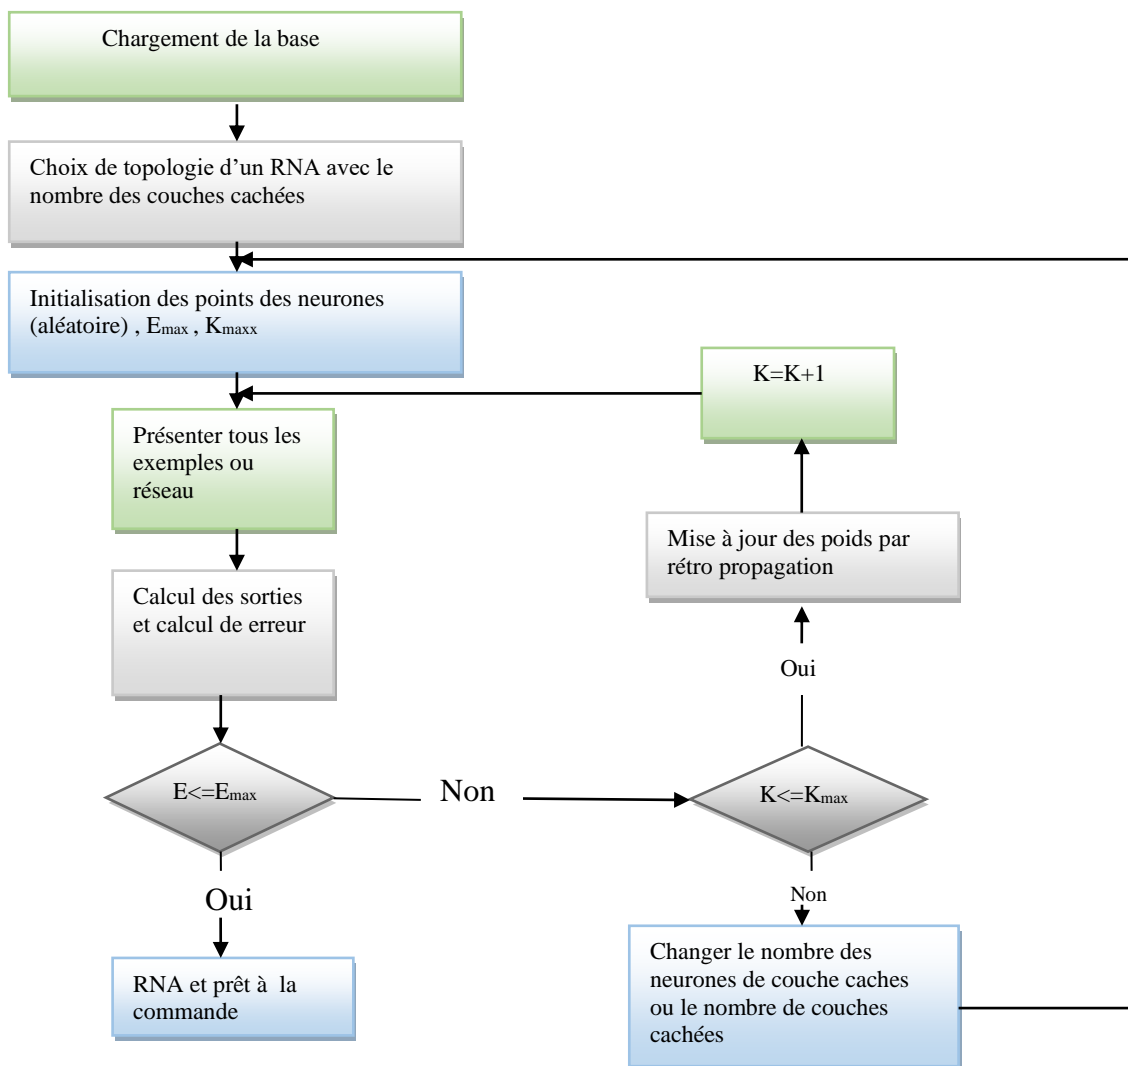 Chargement de la base
Choix de topologie d’un RNA avec le
nombre des couches cachées
Initialisation des points des neurones
(aléatoire) , Emax , Kmaxx
K=K+1
Présenter tous les
exemples ou
réseau
Mise à jour des poids par
rétro propagation
Calcul des sorties
et calcul de erreur
Oui
E<=Emax
Non
K<=Kmax
Non
Oui
Changer le nombre des
neurones de couche caches
ou le nombre de couches
cachées
RNA et prêt à la
commande